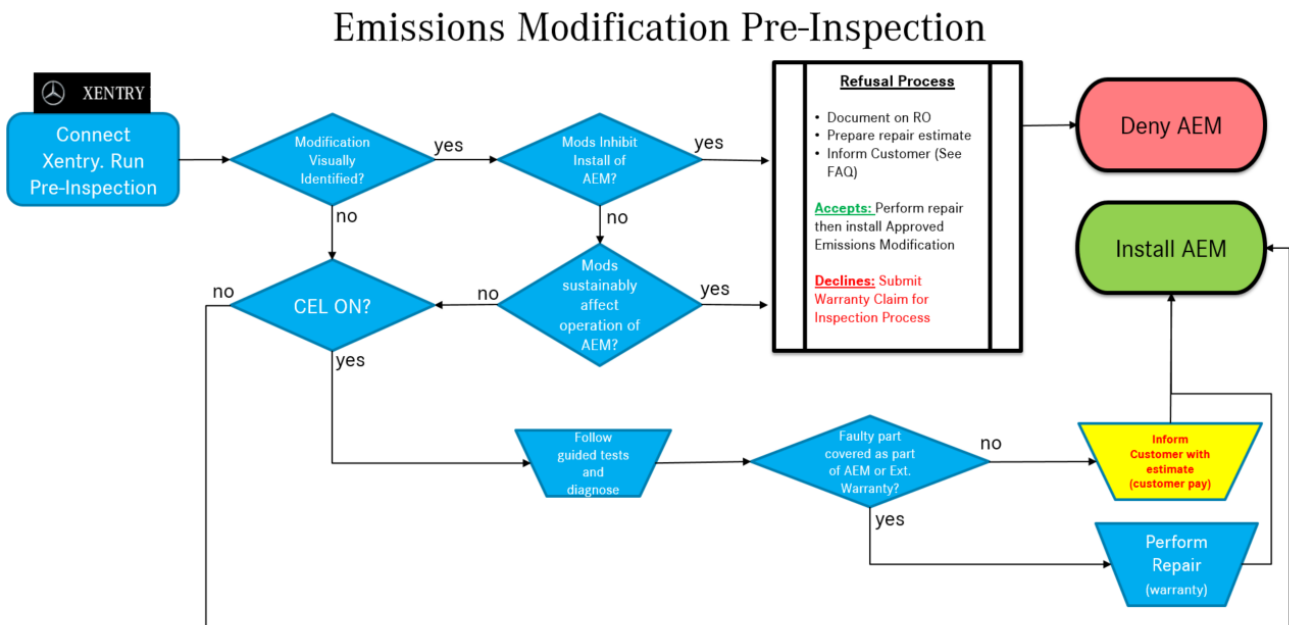 Emissions Modification Pre-Inspection
XENTRY
Connect
Xentry. Run
Pre-Inspection
Modification
Visually
Identified?
yes
no
Mods Inhibit
Install of
AEM?
yes
no
Refusal Process
• Document on RO
• Prepare repair estimate
• Inform Customer (See
FAQ)
Accepts: Perform repair
then install Approved
Emissions Modification
Declines: Submit
Warranty Claim for
Inspection Process
Deny AEM
Install AEM
no
CEL ON?
no
Mods
sustainably
affect
operation of
AEM?
yes
yes
Follow
guided tests
and
diagnose
Faulty part
covered as part
of AEM or Ext.
Warranty?
no
Inform
Customer with
estimate
(customer pay)
yes
Perform
Repair
(warranty)